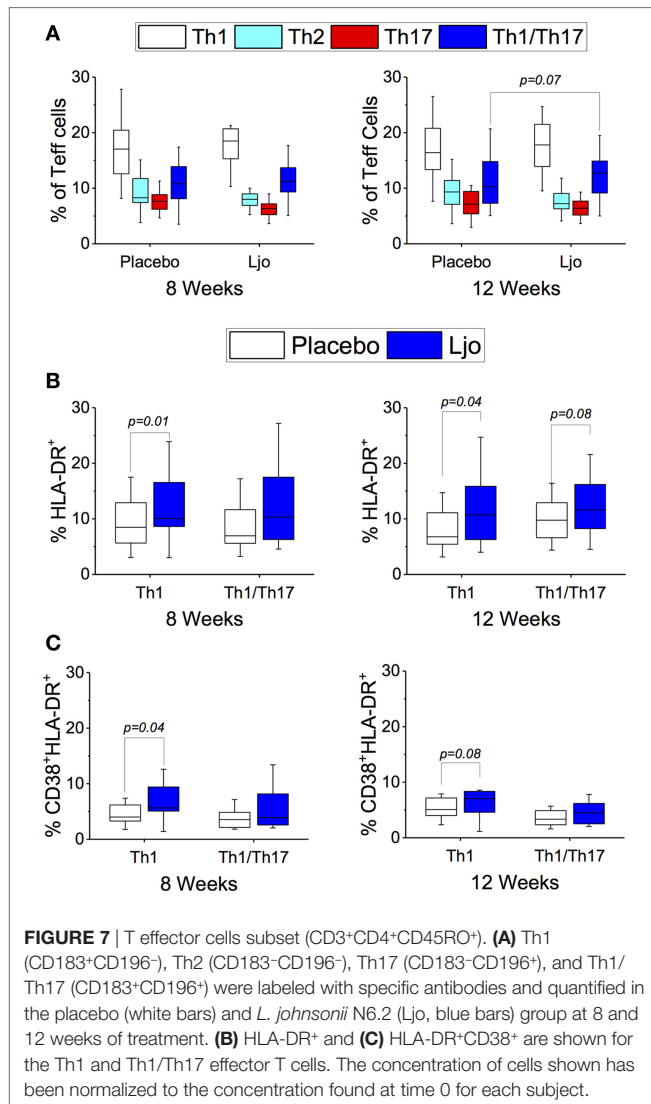 A
Th1 Th2 Th17 Th1/Th17
% of Teff cells
30
20
10
0
Placebo Ljo
8 Weeks
% of Teff Cells
30
20
10
0
p=0.07
Placebo Ljo
12 Weeks
Placebo Ljo
B
% HLA-DR⁺
30
20
10
0
p=0.01
Th1 Th1/Th17
8 Weeks
% HLA-DR⁺
30
20
10
0
p=0.04
p=0.08
Th1 Th1/Th17
12 Weeks
C
% CD38⁺HLA-DR⁺
30
20
10
0
p=0.04
Th1 Th1/Th17
8 Weeks
% CD38⁺HLA-DR⁺
30
20
10
0
p=0.08
Th1 Th1/Th17
12 Weeks
FIGURE 7 | T effector cells subset (CD3⁺CD4⁺CD45RO⁺). (A) Th1
(CD183⁺CD196⁻), Th2 (CD183⁻CD196⁻), Th17 (CD183⁻CD196⁺), and Th1/
Th17 (CD183⁺CD196⁺) were labeled with specific antibodies and quantified in
the placebo (white bars) and L. johnsonii N6.2 (Ljo, blue bars) group at 8 and
12 weeks of treatment. (B) HLA-DR⁺ and (C) HLA-DR⁺CD38⁺ are shown for
the Th1 and Th1/Th17 effector T cells. The concentration of cells shown has
been normalized to the concentration found at time 0 for each subject.